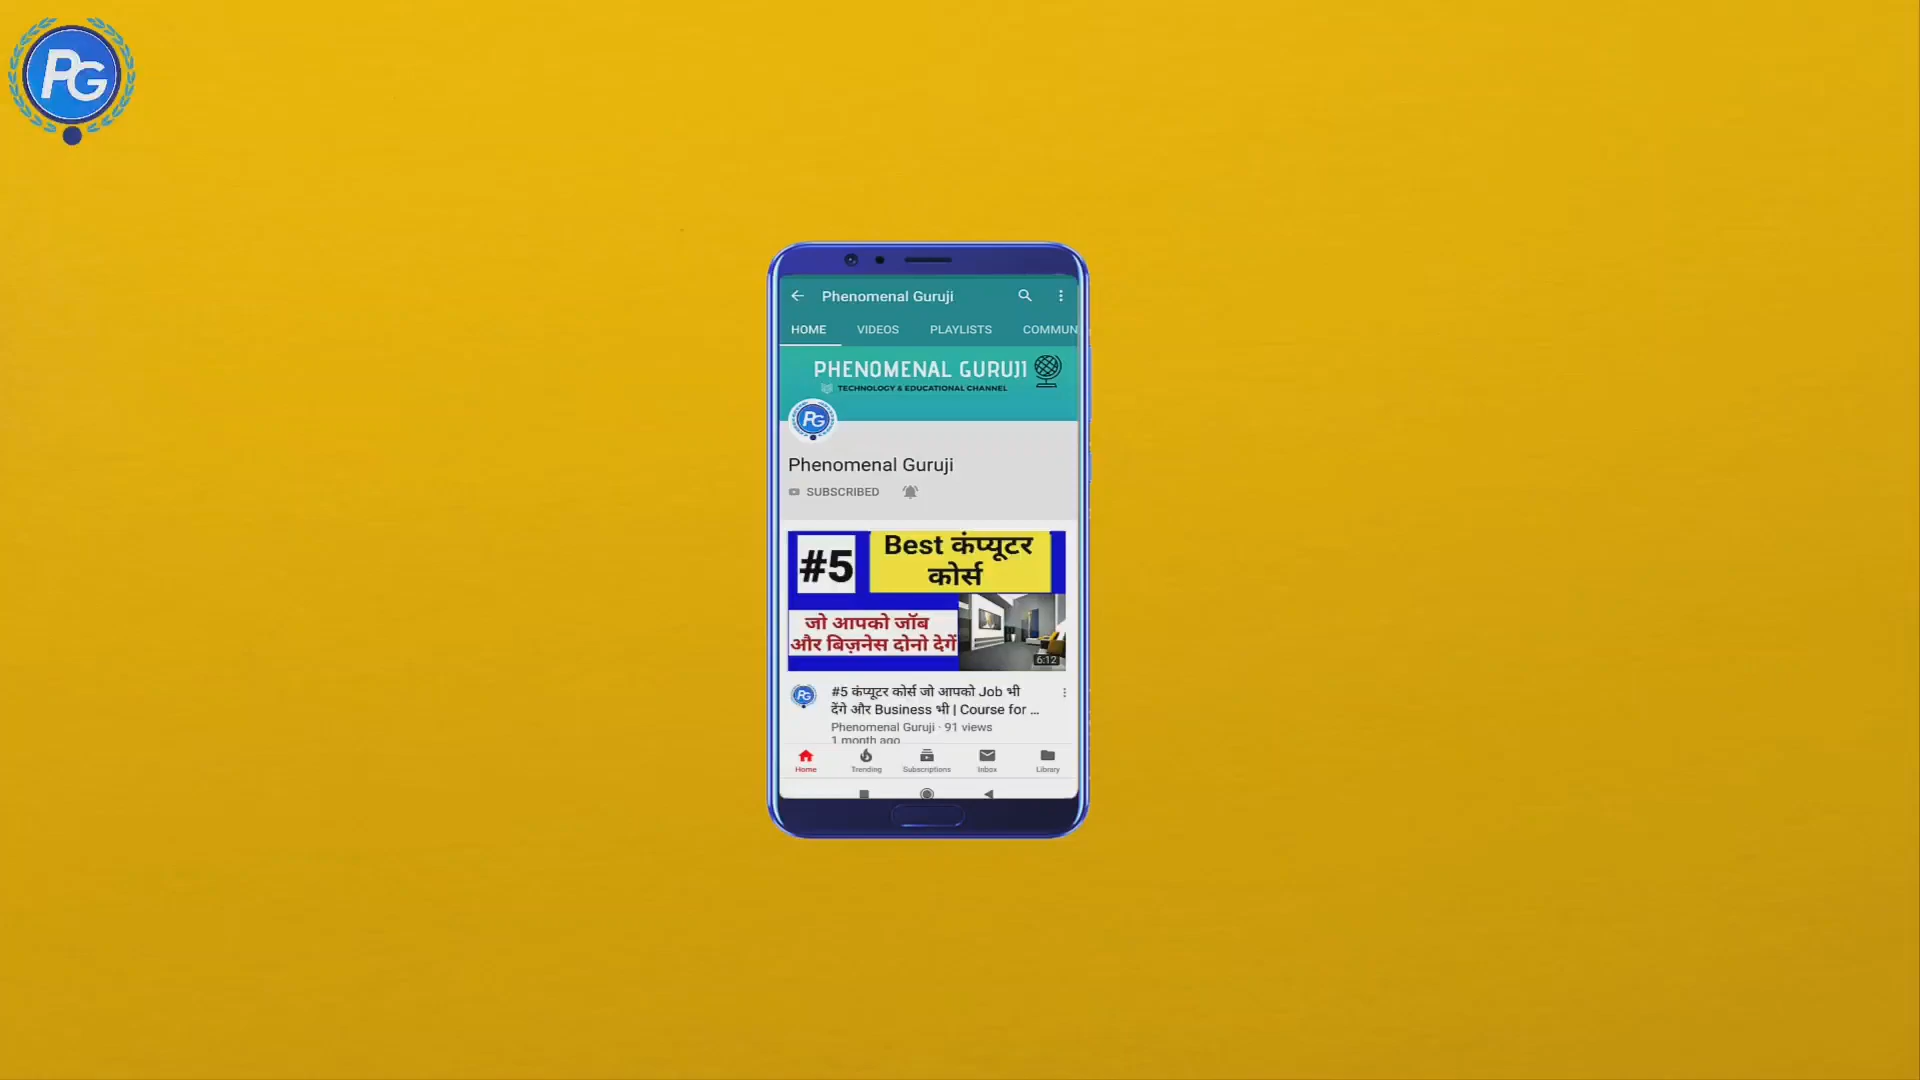 PG
Phenomenal Guruji
HOME VIDEOS PLAYLISTS COMMUN
PHENOMENAL GURUJI
TECHNOLOGY & EDUCATIONAL CHANNEL
PG
Phenomenal Guruji
SUBSCRIBED
#5
Best कंप्यूटर
कोर्स
जो आपको जॉब
और बिज़नेस दोनो देगें
6:12
PG
#5 कंप्यूटर कोर्स जो आपको Job भी
देंगे और Business भी | Course for ...
Phenomenal Guruji · 91 views
1 month ago
Home Trending Subscriptions Inbox Library